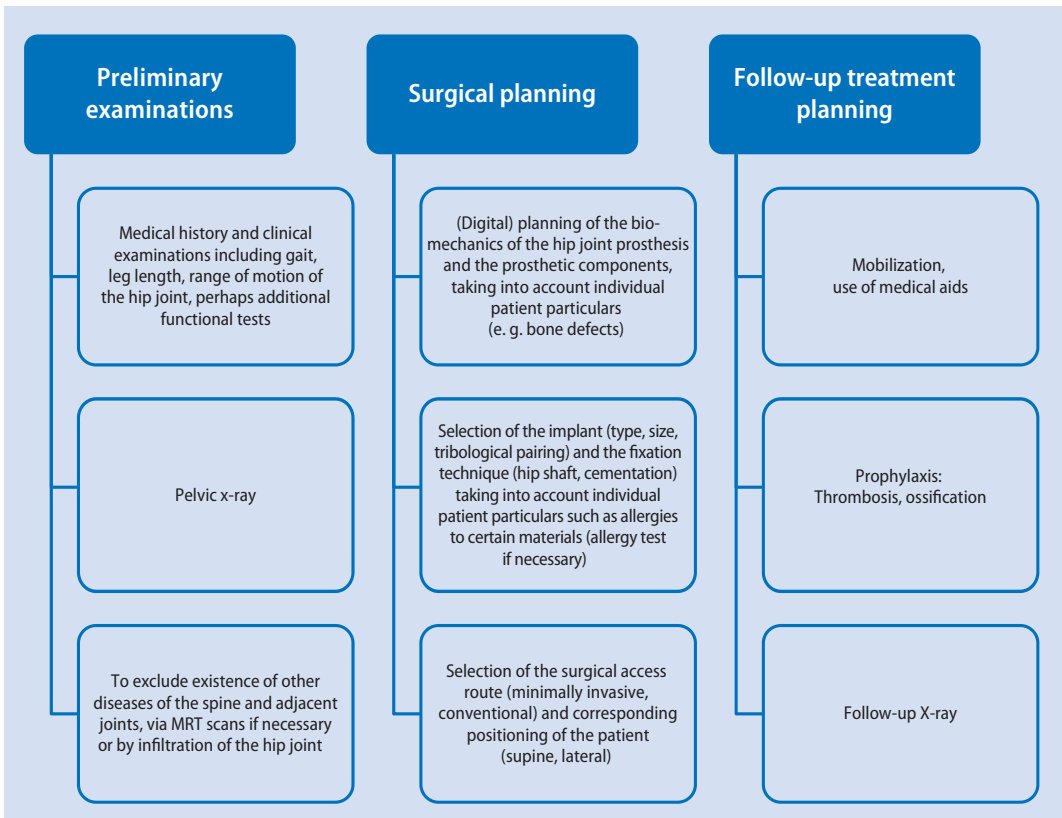 Preliminary
examinations
Medical history and clinical
examinations including gait,
leg length, range of motion of
the hip joint, perhaps additional
functional tests
Pelvic x-ray
To exclude existence of other
diseases of the spine and adjacent
joints, via MRT scans if necessary
or by infiltration of the hip joint
Surgical planning
(Digital) planning of the bio-
mechanics of the hip joint prosthesis
and the prosthetic components,
taking into account individual
patient particulars
(e. g. bone defects)
Selection of the implant (type, size,
tribological pairing) and the fixation
technique (hip shaft, cementation)
taking into account individual
patient particulars such as allergies
to certain materials (allergy test
if necessary)
Selection of the surgical access
route (minimally invasive,
conventional) and corresponding
positioning of the patient
(supine, lateral)
Follow-up treatment
planning
Mobilization,
use of medical aids
Prophylaxis:
Thrombosis, ossification
Follow-up X-ray